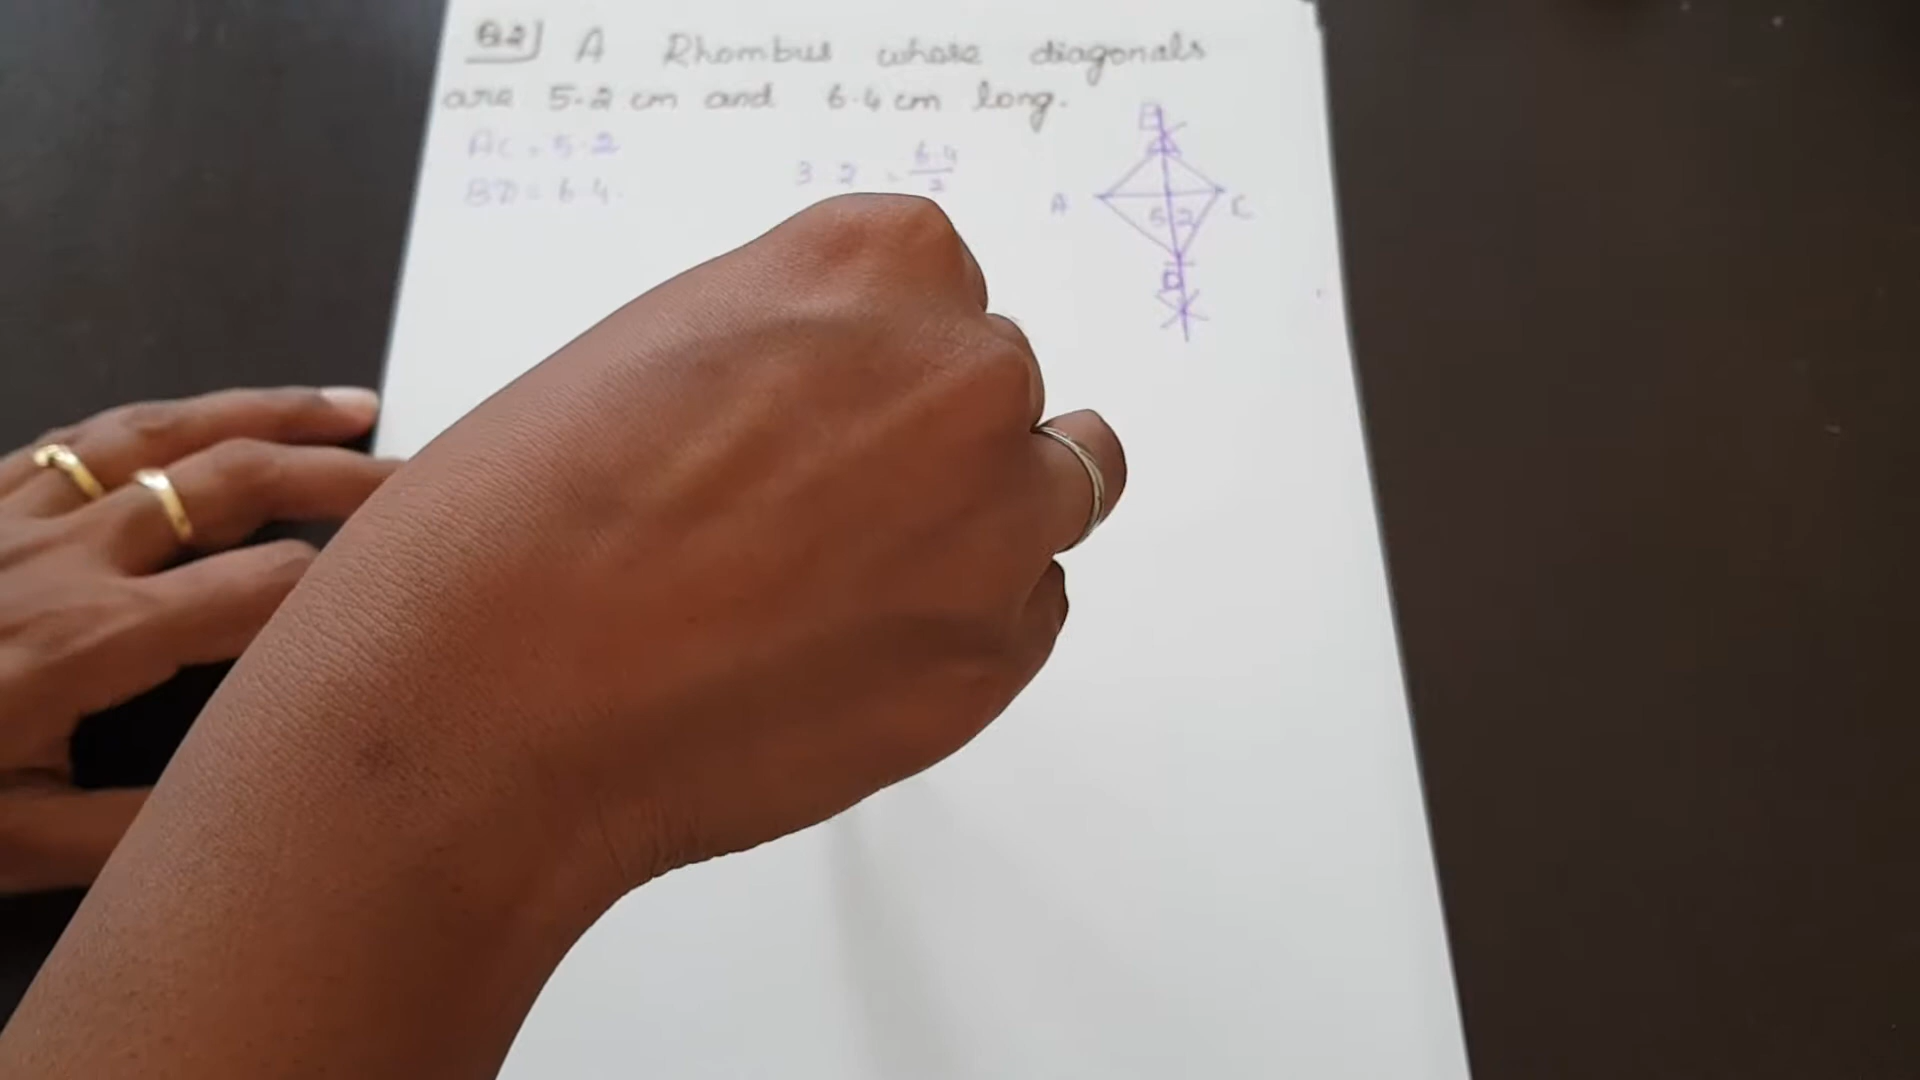 Q2] A Rhombus whose diagonals
are 5.2 cm and 6.4 cm long.
AC = 5.2
BD = 6.4.
3.2 = 6.4/2
B
A 5.2 C
D